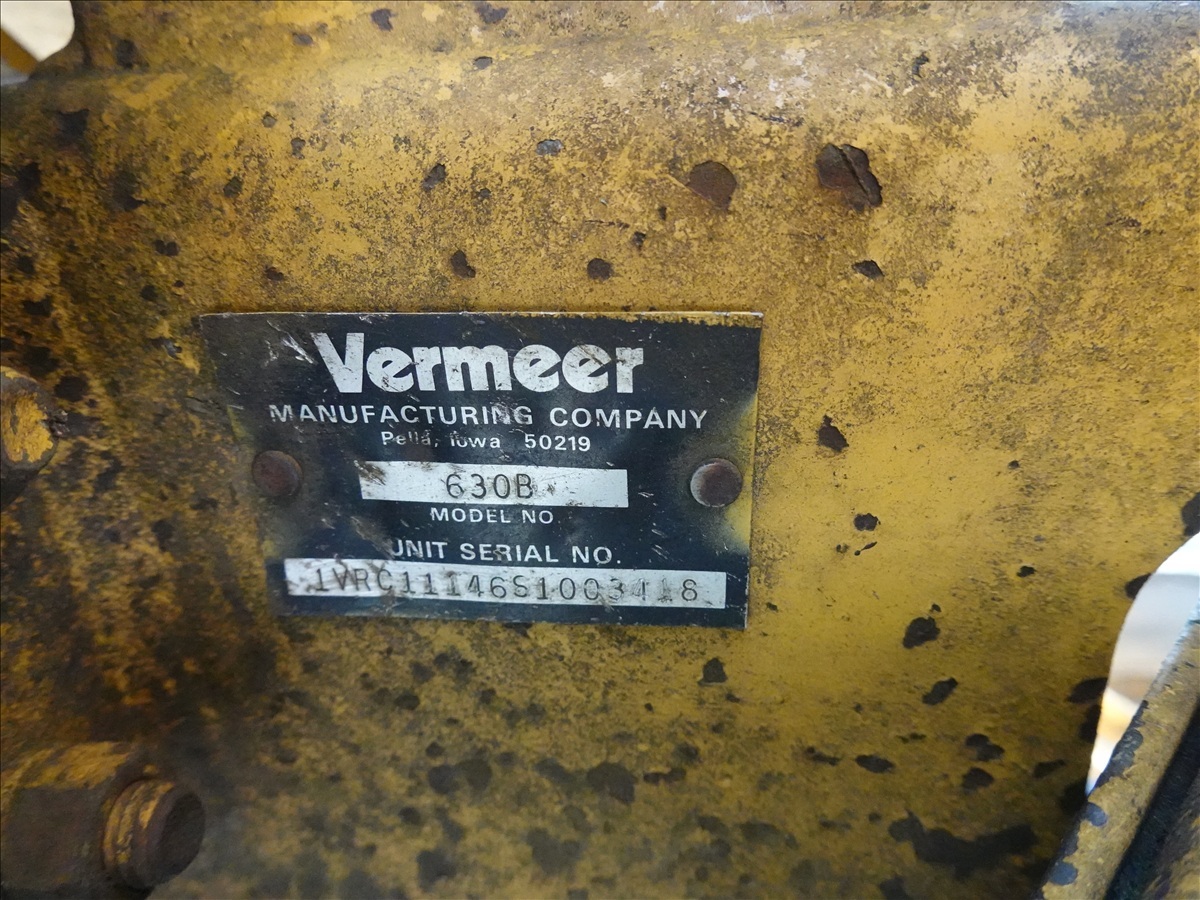 Vermeer
MANUFACTURING COMPANY
Pella, Iowa 50219
630B
MODEL NO.
UNIT SERIAL NO.
1VRC11146S1003418